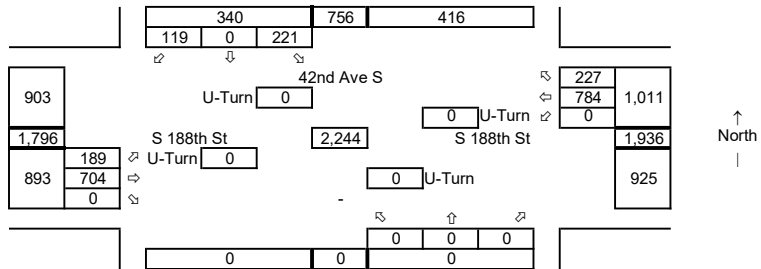 340 756 416
119 0 221
⬃ ⇩ ⬂
42nd Ave S ⬁ 227
903 U-Turn 0 ⇦ 784 1,011
0 U-Turn ⬃ 0 ↑
1,796 S 188th St 2,244 S 188th St 1,936 North
189 ⬀ U-Turn 0 |
893 704 ⇨ 0 U-Turn 925
0 ⬂ -
⬁ ⇧ ⬀
0 0 0
0 0 0